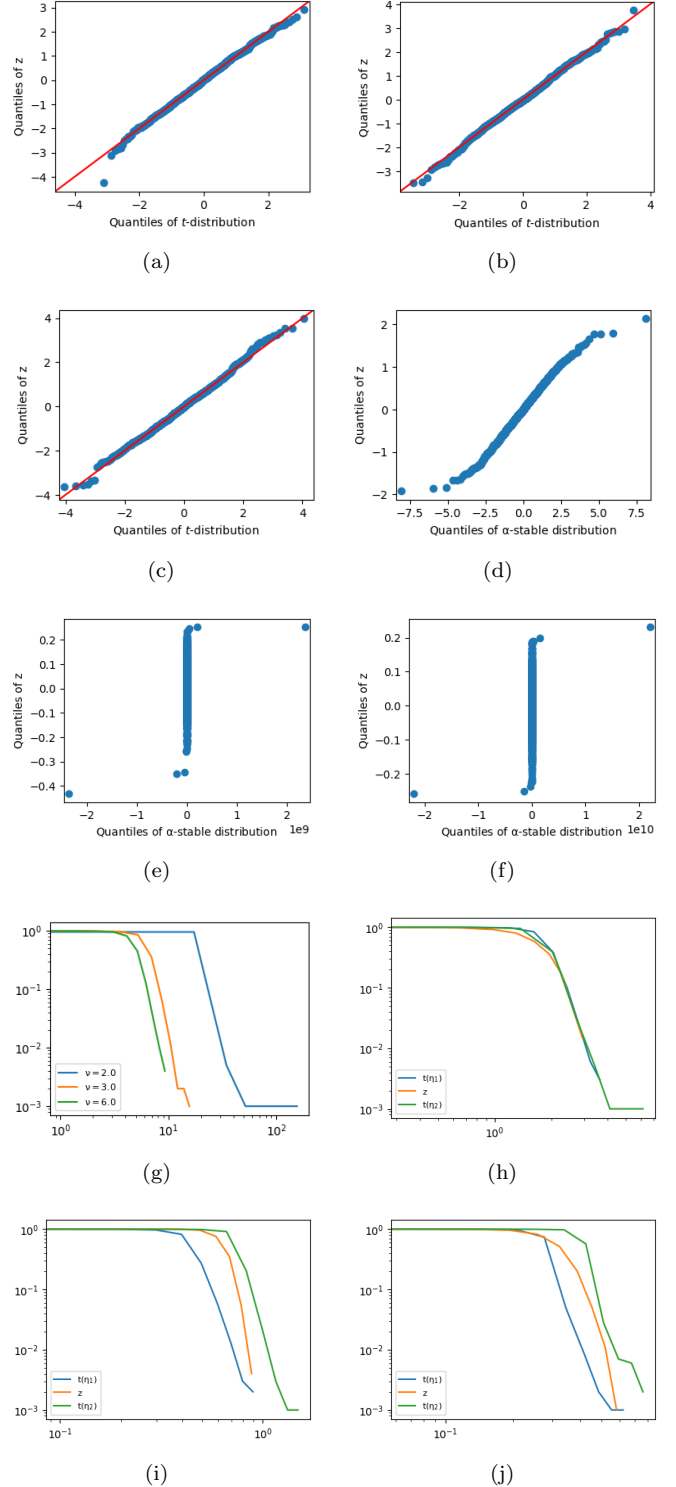 3
2
1
0
−1
−2
−3
−4
Quantiles of z
−4 −2 0 2
Quantiles of t-distribution
(a)
4
3
2
1
0
−1
−2
−3
Quantiles of z
−2 0 2 4
Quantiles of t-distribution
(b)
4
2
0
−2
−4
Quantiles of z
−4 −2 0 2 4
Quantiles of t-distribution
(c)
2
1
0
−1
−2
Quantiles of z
−7.5 −5.0 −2.5 0.0 2.5 5.0 7.5
Quantiles of α-stable distribution
(d)
0.2
0.1
0.0
−0.1
−0.2
−0.3
−0.4
Quantiles of z
−2 −1 0 1 2
Quantiles of α-stable distribution 1e9
(e)
0.2
0.1
0.0
−0.1
−0.2
Quantiles of z
−2 −1 0 1 2
Quantiles of α-stable distribution 1e10
(f)
10⁰
10⁻¹
10⁻²
10⁻³
ν = 2.0
ν = 3.0
ν = 6.0
10⁰ 10¹ 10²
(g)
10⁰
10⁻¹
10⁻²
10⁻³
t(η₁)
z
t(η₂)
10⁰
(h)
10⁰
10⁻¹
10⁻²
10⁻³
t(η₁)
z
t(η₂)
10⁻¹ 10⁰
(i)
10⁰
10⁻¹
10⁻²
10⁻³
t(η₁)
z
t(η₂)
10⁻¹
(j)